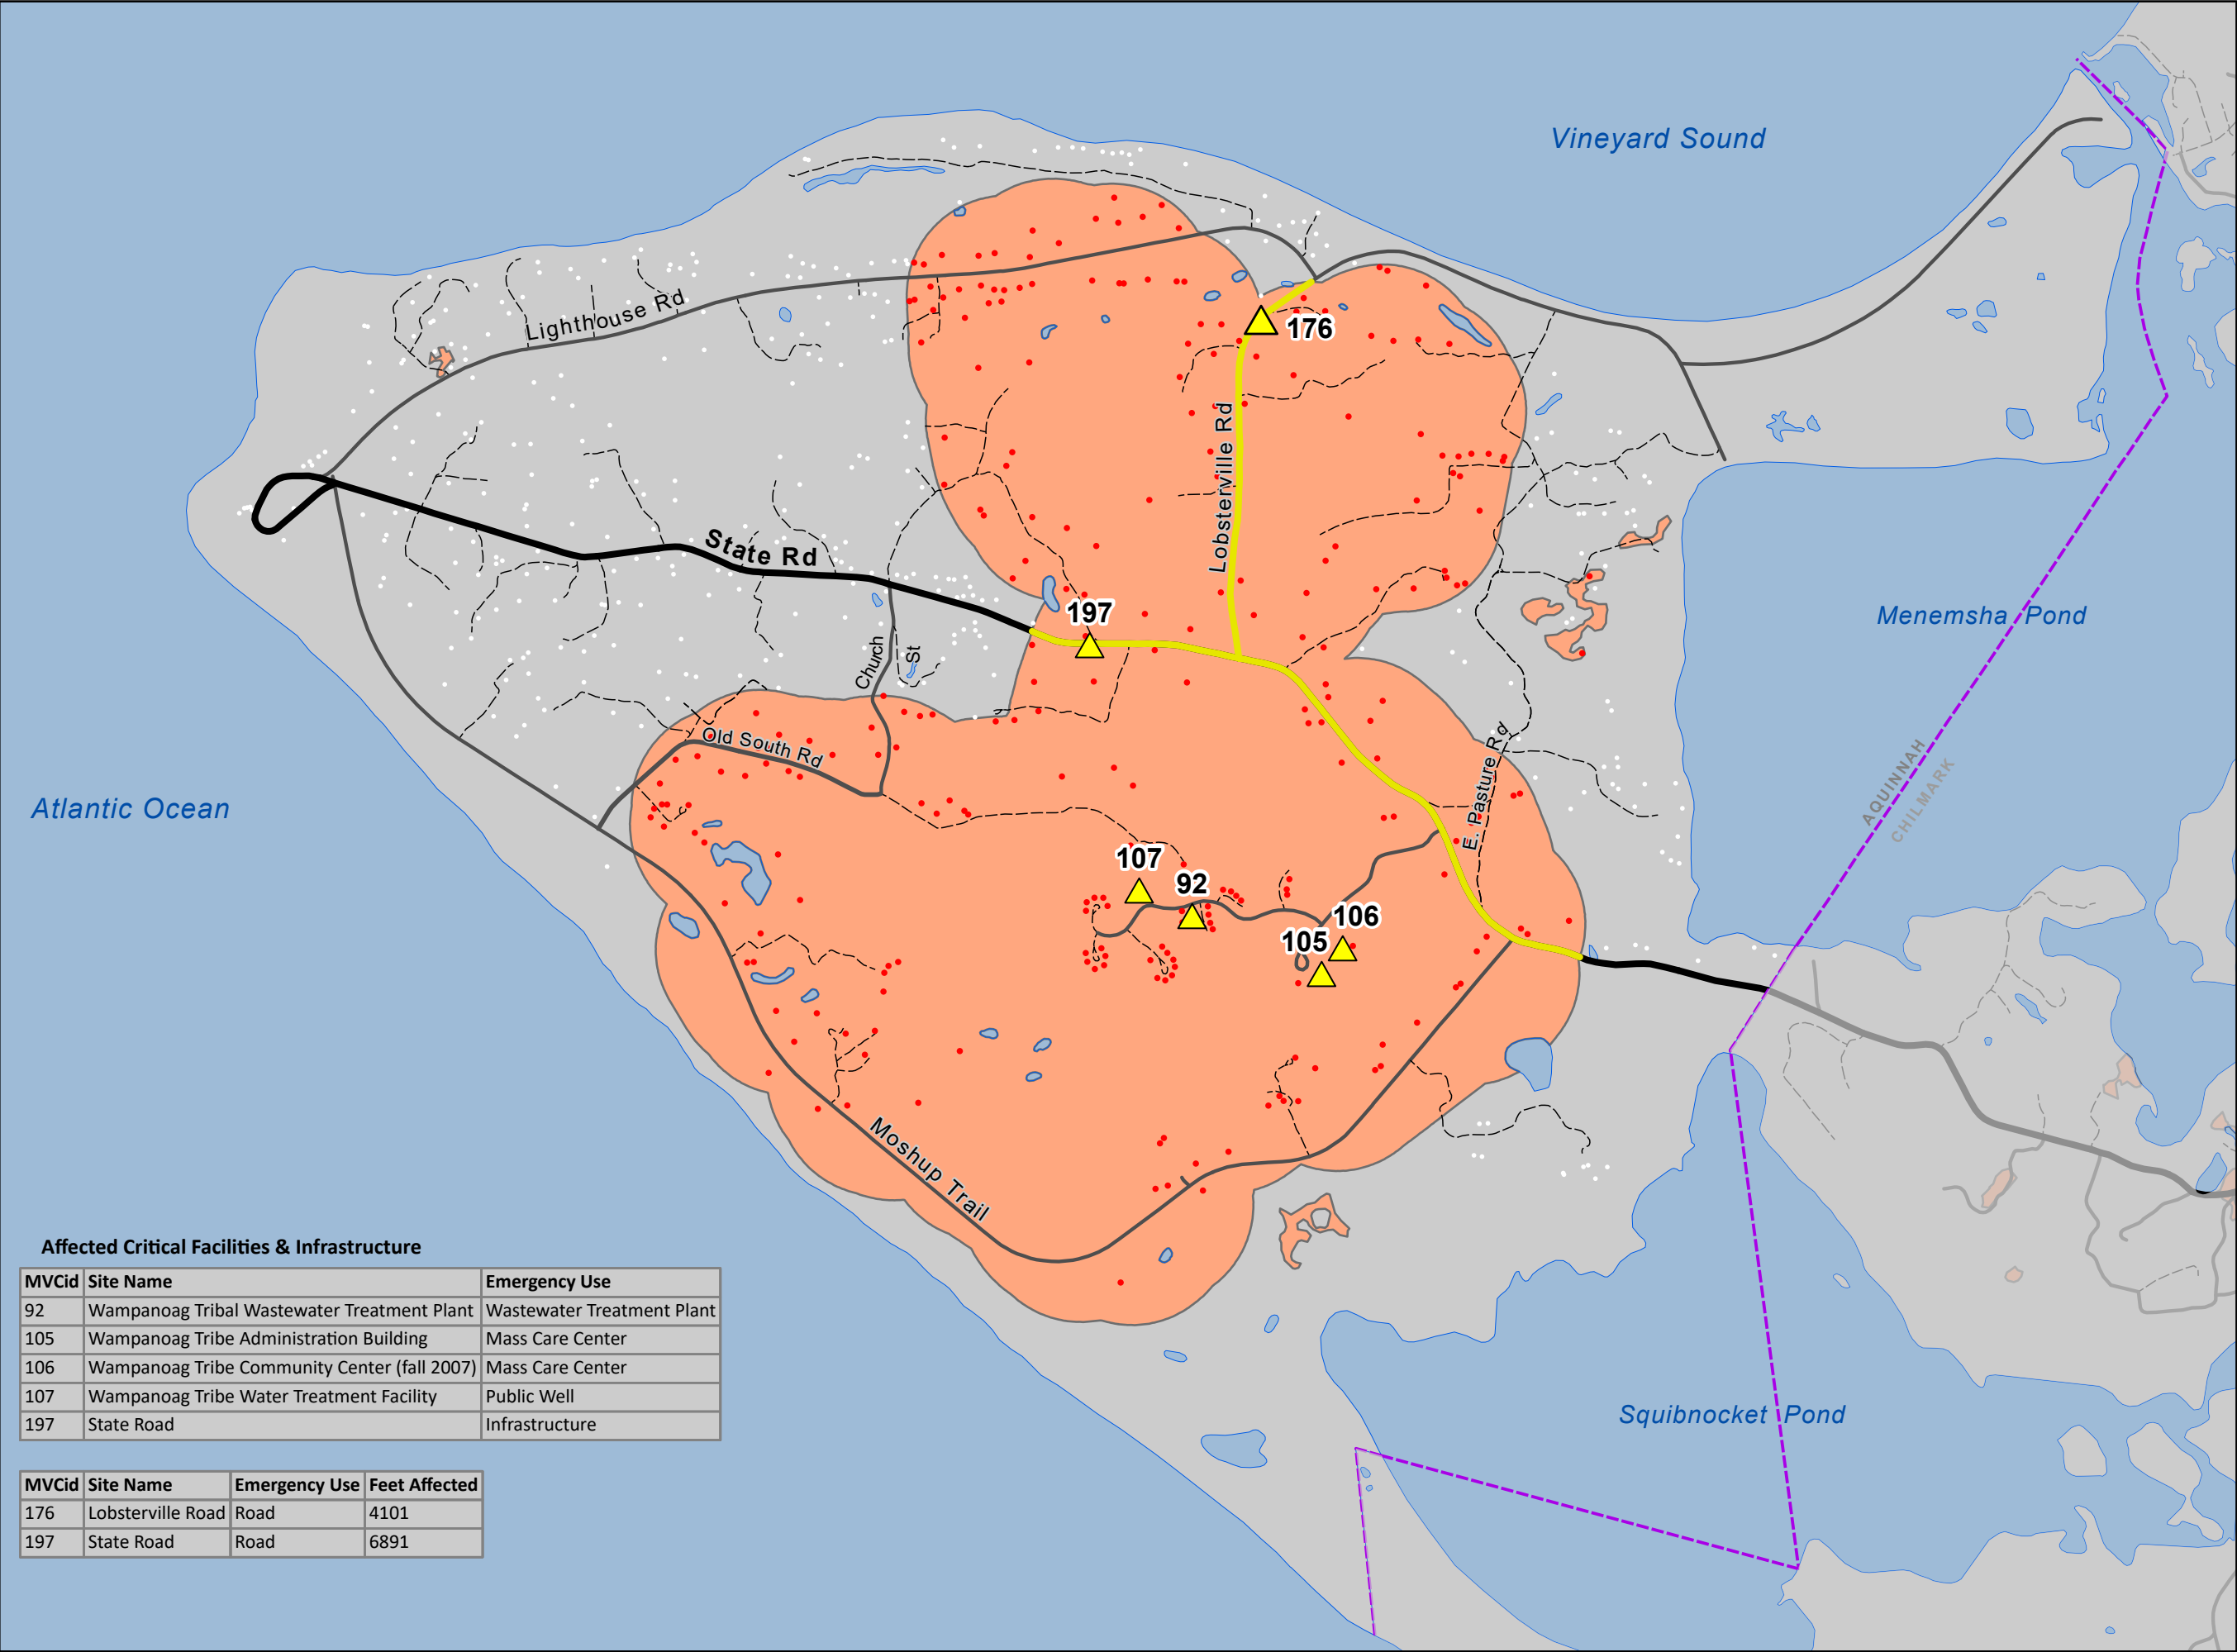 Vineyard Sound
Lighthouse Rd
176
Lobsterville Rd
State Rd
197
Menemsha Pond
Church St
Old South Rd
E. Pasture Rd
AQUINNAH
CHILMARK
Atlantic Ocean
107
92
106
105
Moshup Trail
Squibnocket Pond
Affected Critical Facilities & Infrastructure
MVCid Site Name Emergency Use
92 Wampanoag Tribal Wastewater Treatment Plant Wastewater Treatment Plant
105 Wampanoag Tribe Administration Building Mass Care Center
106 Wampanoag Tribe Community Center (fall 2007) Mass Care Center
107 Wampanoag Tribe Water Treatment Facility Public Well
197 State Road Infrastructure
MVCid Site Name Emergency Use Feet Affected
176 Lobsterville Road Road 4101
197 State Road Road 6891